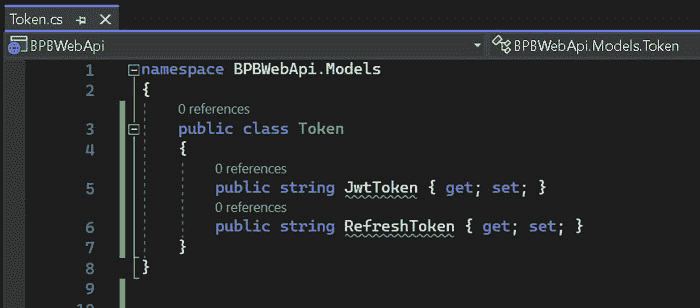 Token.cs
BPBWebApi BPBWebApi.Models.Token
1 namespace BPBWebApi.Models
2 {
0 references
3 public class Token
4 {
0 references
5 public string JwtToken { get; set; }
0 references
6 public string RefreshToken { get; set; }
7 }
8 }
9